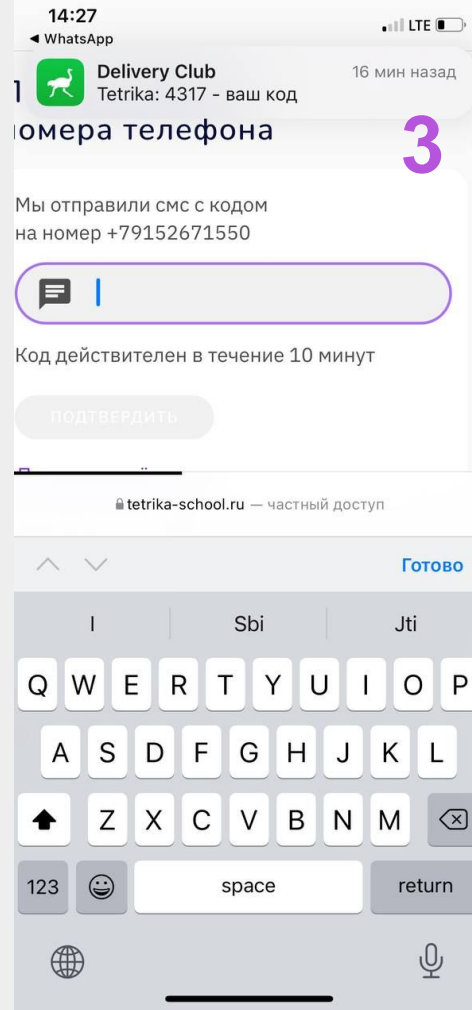 14:27
LTE
◀ WhatsApp
Delivery Club
16 мин назад
Tetrika: 4317 - ваш код
омера телефона
3
Мы отправили смс с кодом
на номер +79152671550
Код действителен в течение 10 минут
ПОДТВЕРДИТЬ
tetrika-school.ru — частный доступ
Готово
I Sbi Jti
Q W E R T Y U I O P
A S D F G H J K L
Z X C V B N M
123 space return